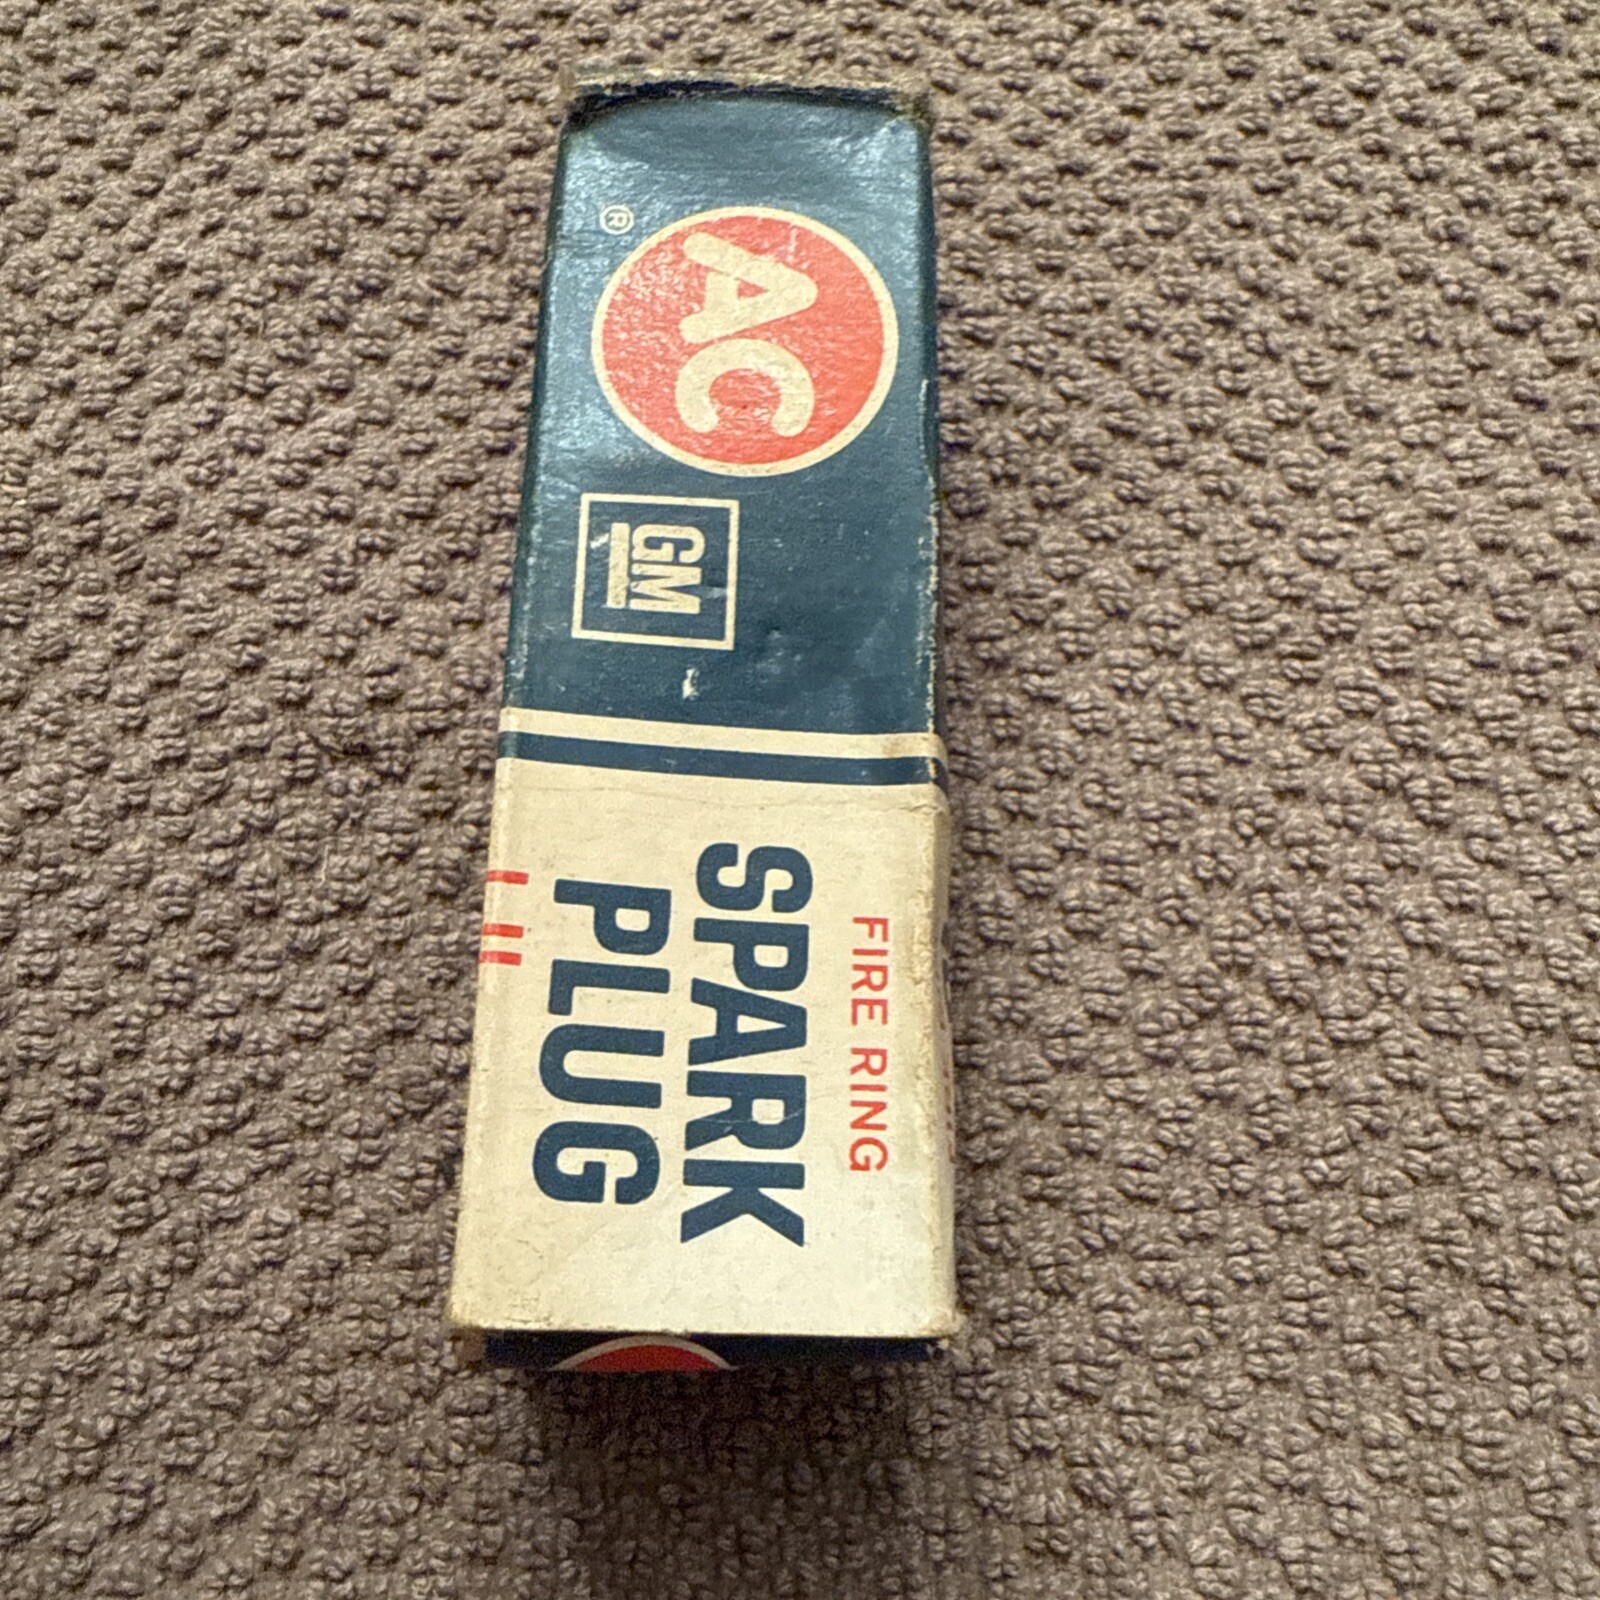 AC
®
GM
FIRE RING
SPARK
PLUG